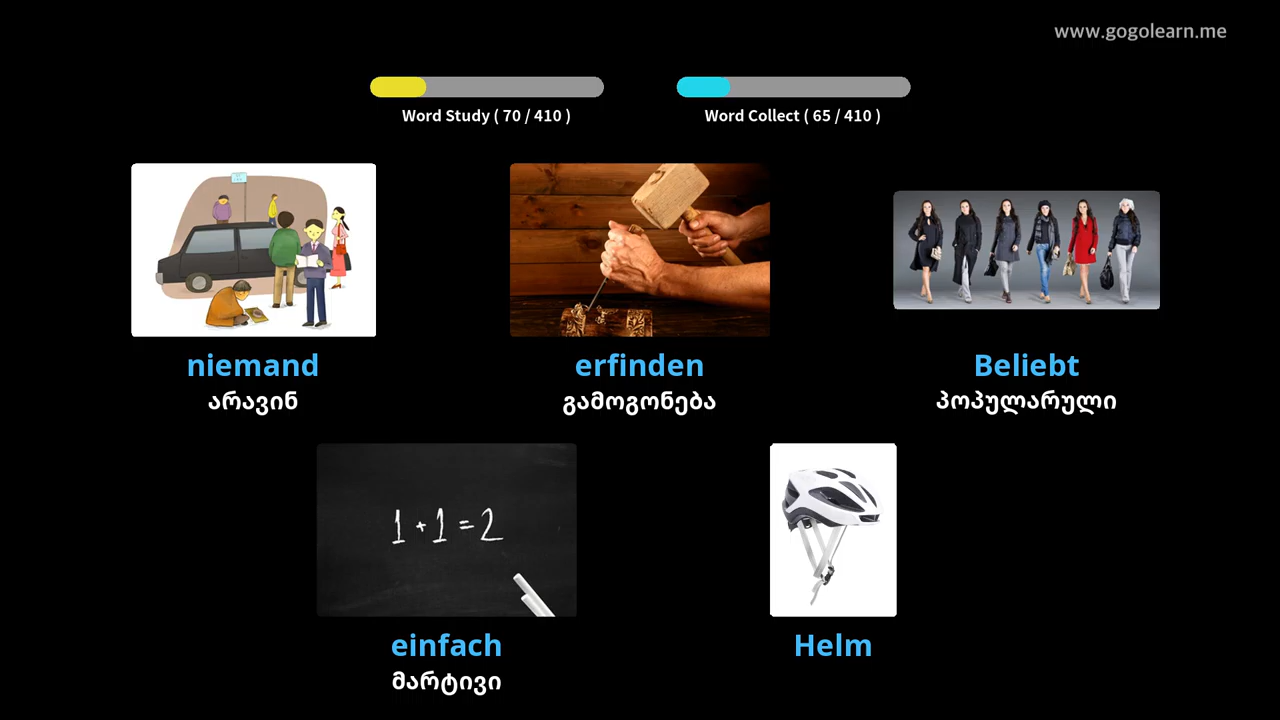 www.gogolearn.me
Word Study ( 70 / 410 )
Word Collect ( 65 / 410 )
niemand
არავინ
erfinden
გამოგონება
Beliebt
პოპულარული
1 + 1 = 2
einfach
მარტივი
Helm